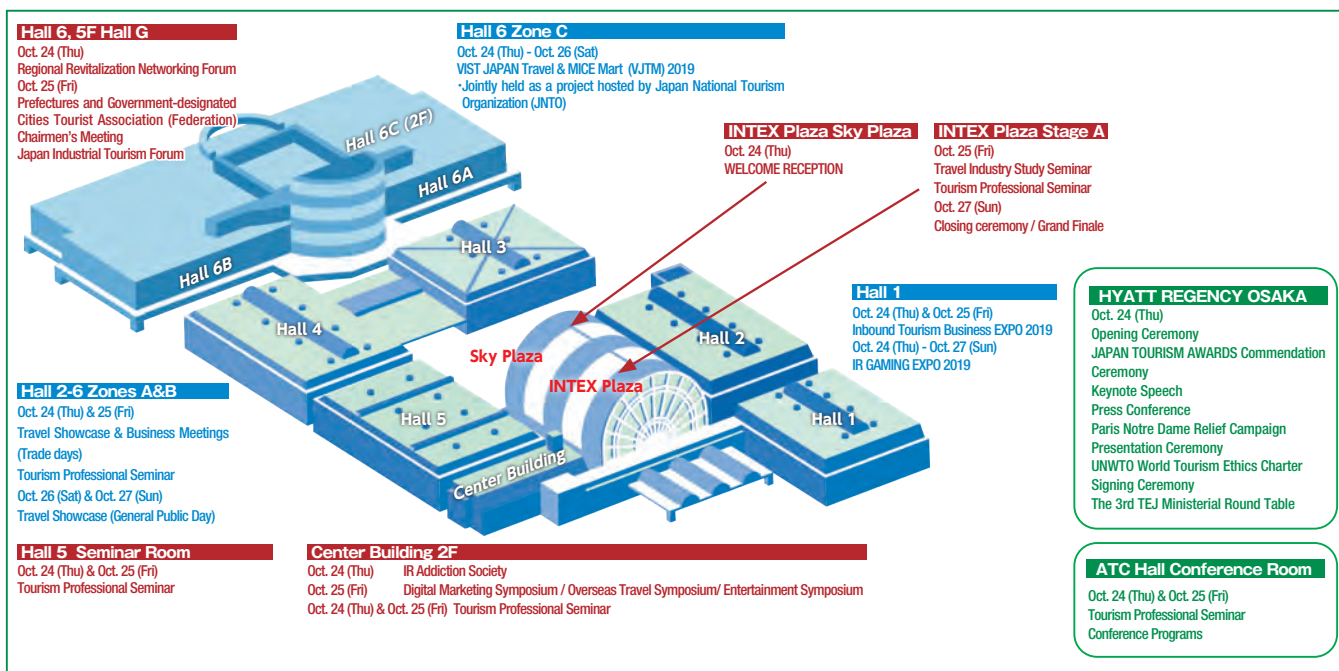 Hall 6, 5F Hall G
Oct. 24 (Thu)
Regional Revitalization Networking Forum
Oct. 25 (Fri)
Prefectures and Government-designated
Cities Tourist Association (Federation)
Chairmen's Meeting
Japan Industrial Tourism Forum
Hall 6 Zone C
Oct. 24 (Thu) - Oct. 26 (Sat)
VIST JAPAN Travel & MICE Mart (VJTM) 2019
・Jointly held as a project hosted by Japan National Tourism
Organization (JNTO)
INTEX Plaza Sky Plaza
Oct. 24 (Thu)
WELCOME RECEPTION
INTEX Plaza Stage A
Oct. 25 (Fri)
Travel Industry Study Seminar
Tourism Professional Seminar
Oct. 27 (Sun)
Closing ceremony / Grand Finale
Hall 6C (2F)
Hall 6A
Hall 6B
Hall 3
Hall 4
Hall 2
Sky Plaza
INTEX Plaza
Hall 5
Hall 1
Center Building
Hall 1
Oct. 24 (Thu) & Oct. 25 (Fri)
Inbound Tourism Business EXPO 2019
Oct. 24 (Thu) - Oct. 27 (Sun)
IR GAMING EXPO 2019
HYATT REGENCY OSAKA
Oct. 24 (Thu)
Opening Ceremony
JAPAN TOURISM AWARDS Commendation
Ceremony
Keynote Speech
Press Conference
Paris Notre Dame Relief Campaign
Presentation Ceremony
UNWTO World Tourism Ethics Charter
Signing Ceremony
The 3rd TEJ Ministerial Round Table
Hall 2-6 Zones A&B
Oct. 24 (Thu) & 25 (Fri)
Travel Showcase & Business Meetings
(Trade days)
Tourism Professional Seminar
Oct. 26 (Sat) & Oct. 27 (Sun)
Travel Showcase (General Public Day)
Hall 5 Seminar Room
Oct. 24 (Thu) & Oct. 25 (Fri)
Tourism Professional Seminar
Center Building 2F
Oct. 24 (Thu) IR Addiction Society
Oct. 25 (Fri) Digital Marketing Symposium / Overseas Travel Symposium/ Entertainment Symposium
Oct. 24 (Thu) & Oct. 25 (Fri) Tourism Professional Seminar
ATC Hall Conference Room
Oct. 24 (Thu) & Oct. 25 (Fri)
Tourism Professional Seminar
Conference Programs